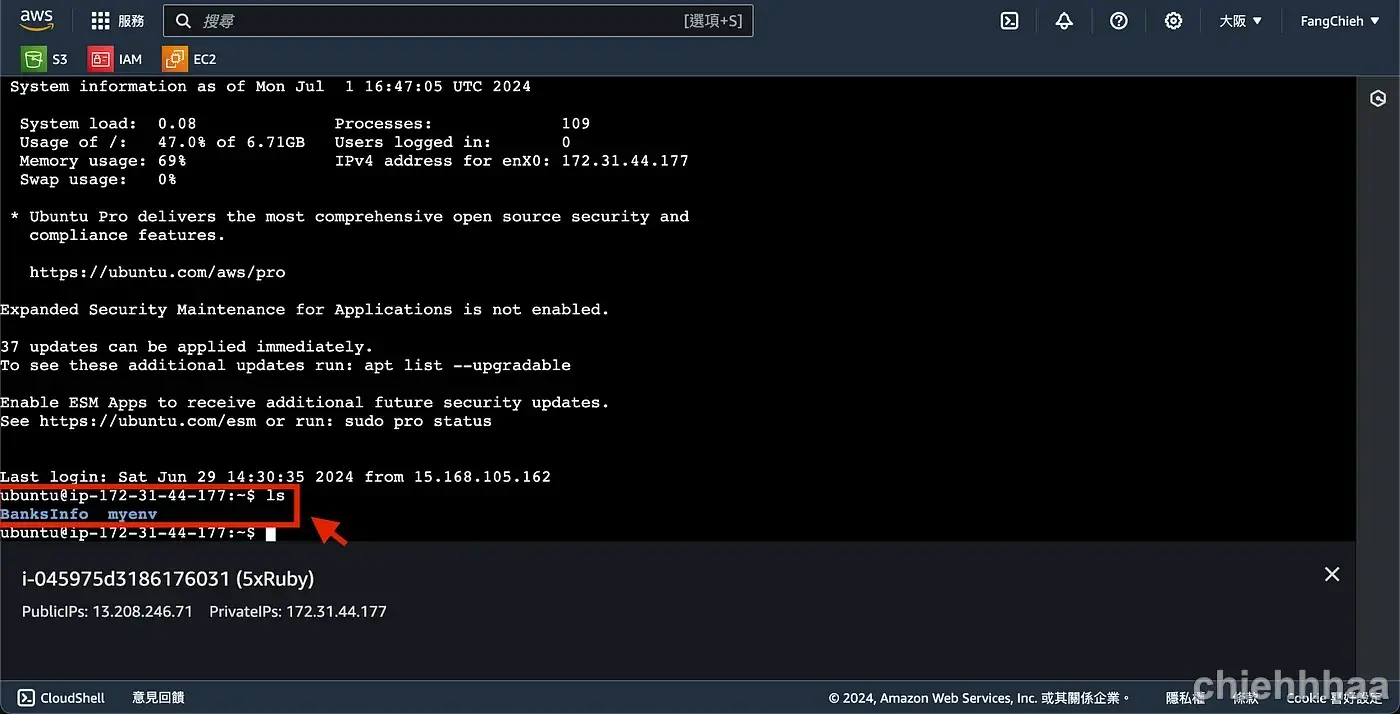 aws 服務 搜尋 [選項+S] 大阪 ▼ FangChieh ▼
S3 IAM EC2
System information as of Mon Jul  1 16:47:05 UTC 2024
System load:  0.08 Processes:             109
Usage of /:   47.0% of 6.71GB Users logged in:       0
Memory usage: 69% IPv4 address for enX0: 172.31.44.177
Swap usage:   0%
* Ubuntu Pro delivers the most comprehensive open source security and
compliance features.
https://ubuntu.com/aws/pro
Expanded Security Maintenance for Applications is not enabled.
37 updates can be applied immediately.
To see these additional updates run: apt list --upgradable
Enable ESM Apps to receive additional future security updates.
See https://ubuntu.com/esm or run: sudo pro status
Last login: Sat Jun 29 14:30:35 2024 from 15.168.105.162
ubuntu@ip-172-31-44-177:~$ ls
BanksInfo  myenv
ubuntu@ip-172-31-44-177:~$
i-045975d3186176031 (5xRuby)
PublicIPs: 13.208.246.71 PrivateIPs: 172.31.44.177
CloudShell 意見回饋 © 2024, Amazon Web Services, Inc. 或其關係企業。 隱私權 條款 Cookie 喜好設定
chiehhhaa